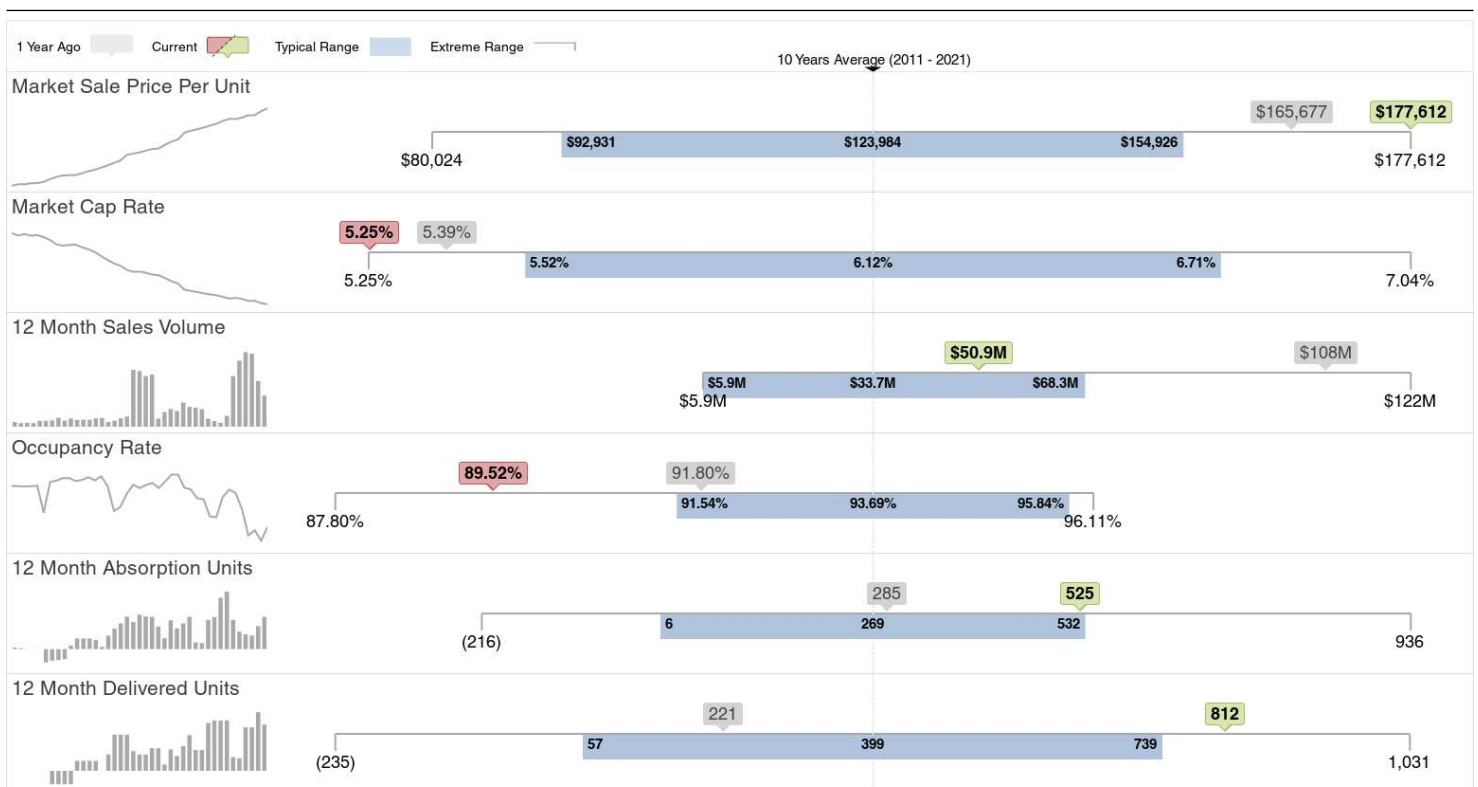 1 Year Ago Current Typical Range Extreme Range
10 Years Average (2011 - 2021)
Market Sale Price Per Unit
$165,677 $177,612
$92,931 $123,984 $154,926
$80,024 $177,612
Market Cap Rate
5.25% 5.39%
5.52% 6.12% 6.71%
5.25% 7.04%
12 Month Sales Volume
$50.9M $108M
$5.9M $33.7M $68.3M
$5.9M $122M
Occupancy Rate
89.52% 91.80%
91.54% 93.69% 95.84%
87.80% 96.11%
12 Month Absorption Units
285 525
6 269 532
(216) 936
12 Month Delivered Units
221 812
57 399 739
(235) 1,031